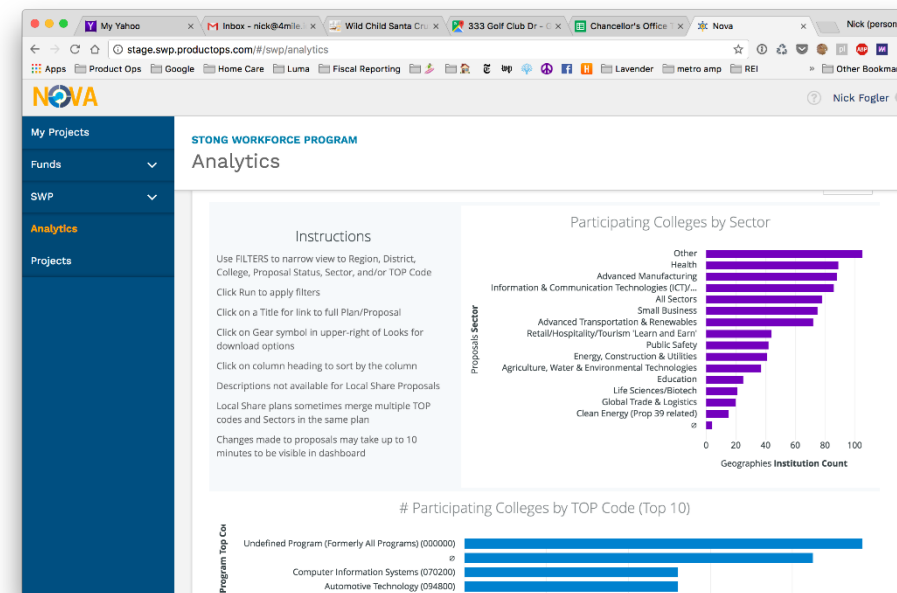 My Yahoo
Inbox - nick@4mile.
Wild Child Santa Cru
333 Golf Club Dr - G
Chancellor's Office T
Nova
Nick (person
stage.swp.productops.com/#/swp/analytics
Apps Product Ops Google Home Care Luma Fiscal Reporting Lavender metro amp REI » Other Bookmar
NOVA
Nick Fogler
My Projects
Funds
SWP
Analytics
Projects
STONG WORKFORCE PROGRAM
Analytics
Instructions
Use FILTERS to narrow view to Region, District,
College, Proposal Status, Sector, and/or TOP Code
Click Run to apply filters
Click on a Title for link to full Plan/Proposal
Click on Gear symbol in upper-right of Looks for
download options
Click on column heading to sort by the column
Descriptions not available for Local Share Proposals
Local Share plans sometimes merge multiple TOP
codes and Sectors in the same plan
Changes made to proposals may take up to 10
minutes to be visible in dashboard
Participating Colleges by Sector
Proposals Sector
Other
Health
Advanced Manufacturing
Information & Communication Technologies (ICT)/...
All Sectors
Small Business
Advanced Transportation & Renewables
Retail/Hospitality/Tourism 'Learn and Earn'
Public Safety
Energy, Construction & Utilities
Agriculture, Water & Environmental Technologies
Education
Life Sciences/Biotech
Global Trade & Logistics
Clean Energy (Prop 39 related)
∅
0 20 40 60 80 100
Geographies Institution Count
# Participating Colleges by TOP Code (Top 10)
Program Top Co
Undefined Program (Formerly All Programs) (000000)
∅
Computer Information Systems (070200)
Automotive Technology (094800)